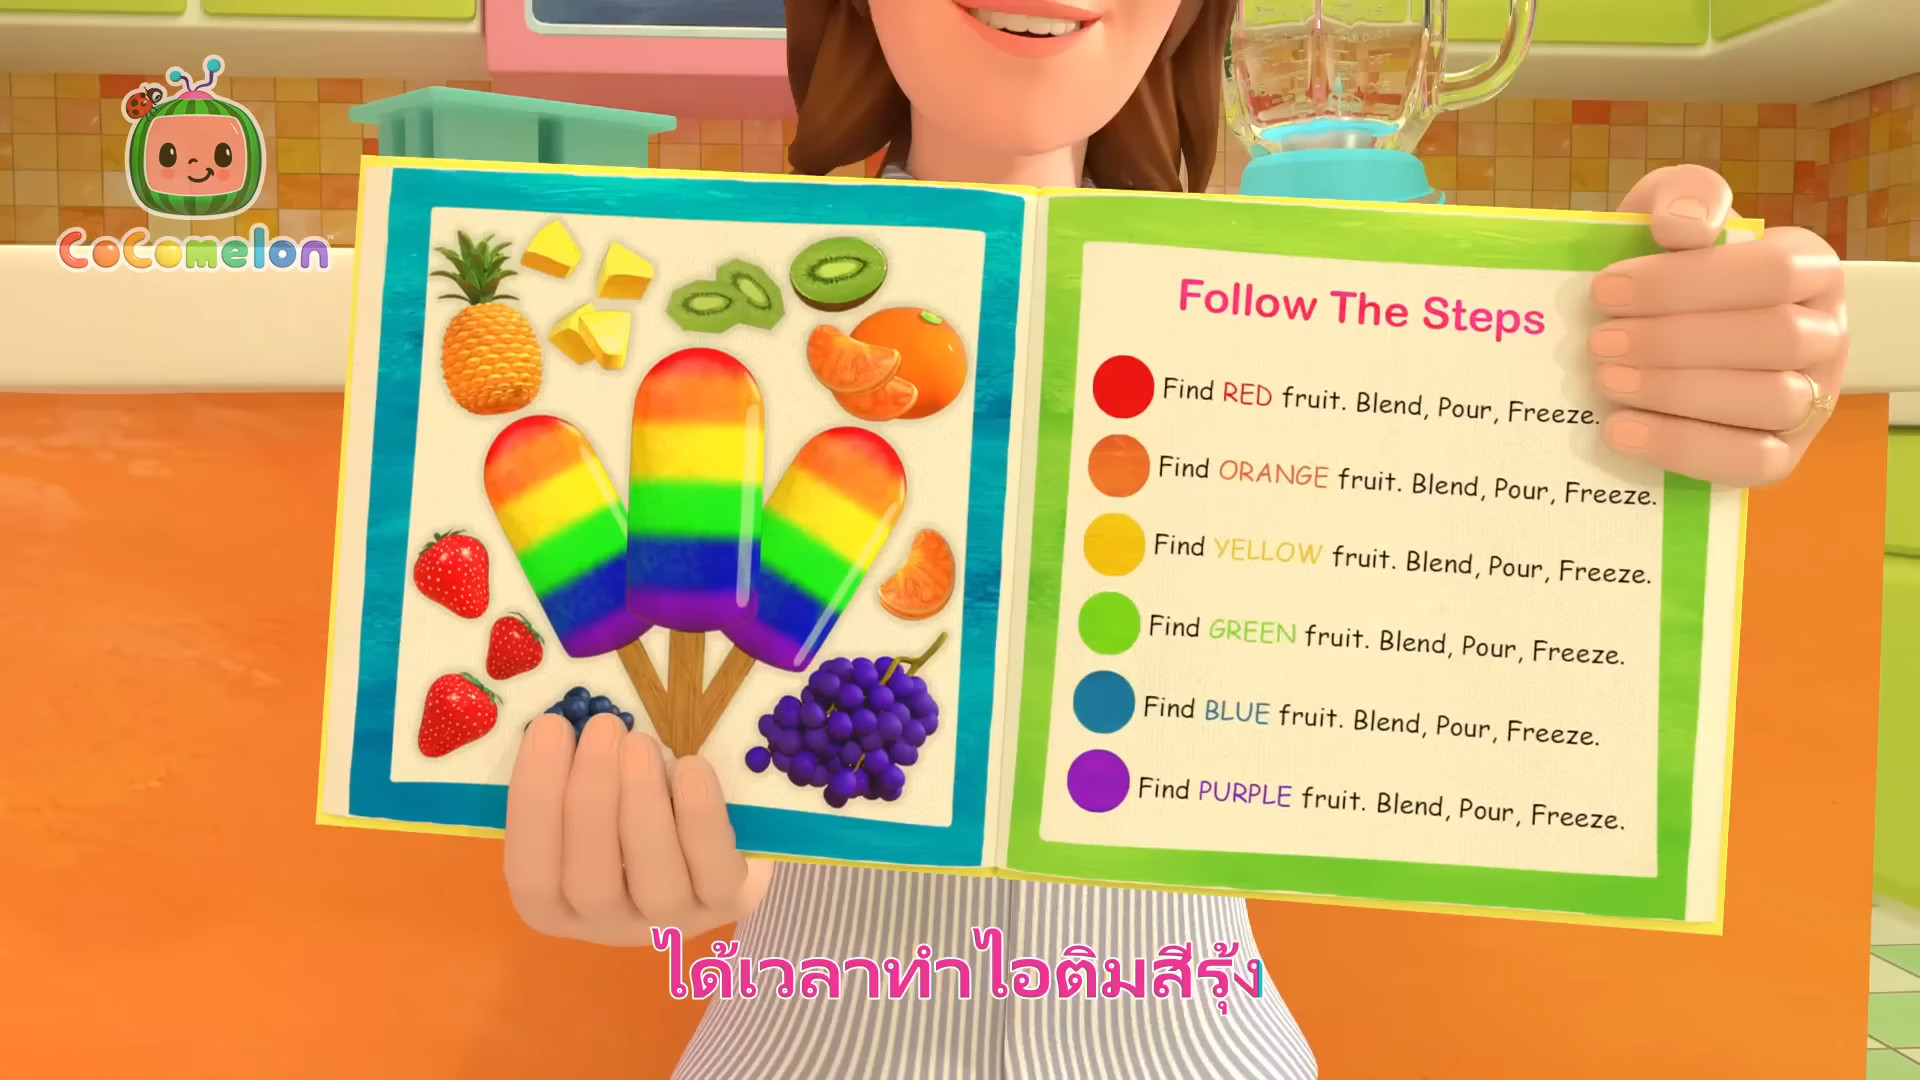 CoComelon
Follow The Steps
Find RED fruit. Blend, Pour, Freeze.
Find ORANGE fruit. Blend, Pour, Freeze.
Find YELLOW fruit. Blend, Pour, Freeze.
Find GREEN fruit. Blend, Pour, Freeze.
Find BLUE fruit. Blend, Pour, Freeze.
Find PURPLE fruit. Blend, Pour, Freeze.
ได้เวลาทำไอติมสีรุ้ง